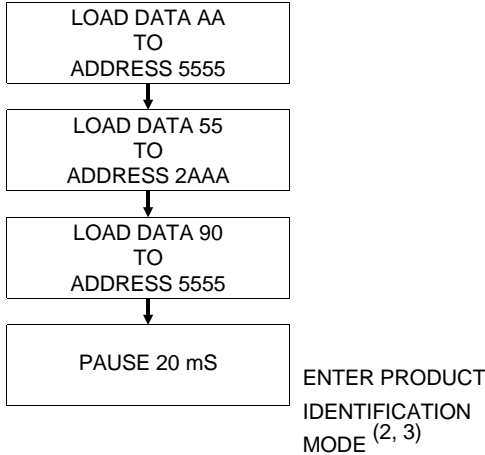 LOAD DATA AA
TO
ADDRESS 5555
LOAD DATA 55
TO
ADDRESS 2AAA
LOAD DATA 90
TO
ADDRESS 5555
PAUSE 20 mS
ENTER PRODUCT
IDENTIFICATION
MODE (2, 3)